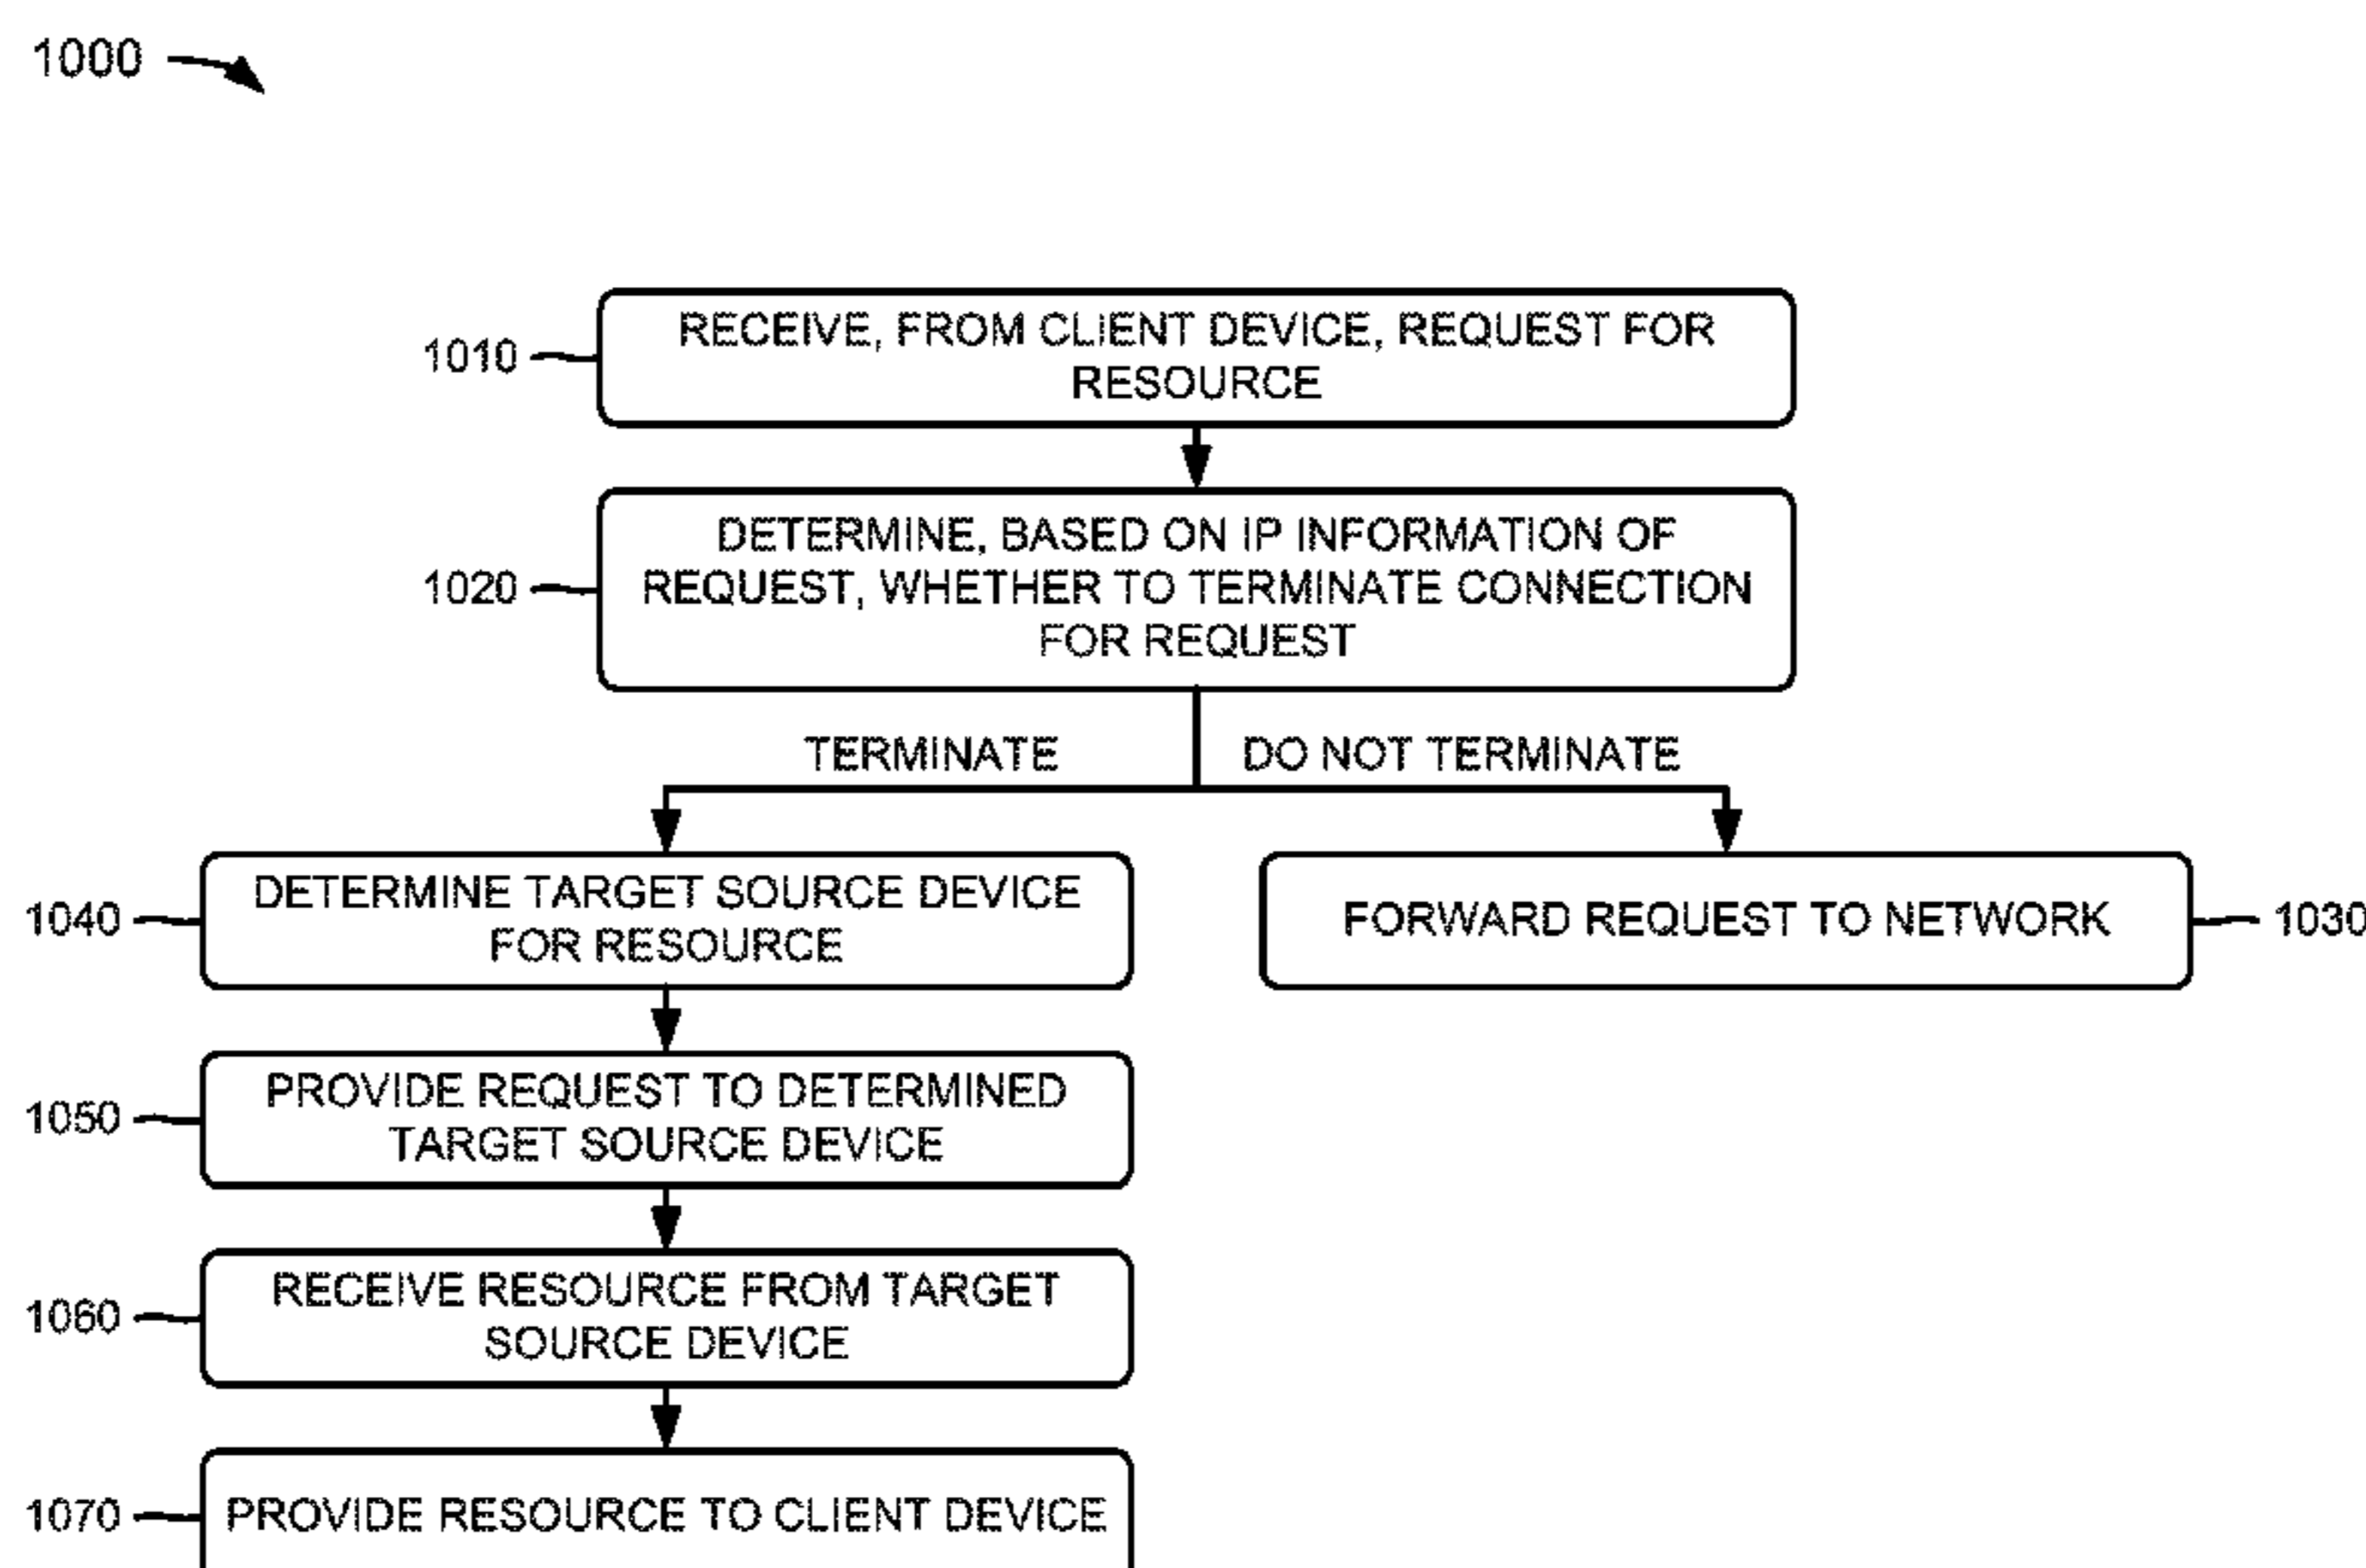 1000
RECEIVE, FROM CLIENT DEVICE, REQUEST FOR
RESOURCE
1010
DETERMINE, BASED ON IP INFORMATION OF
REQUEST, WHETHER TO TERMINATE CONNECTION
FOR REQUEST
1020
TERMINATE
DO NOT TERMINATE
1040
DETERMINE TARGET SOURCE DEVICE
FOR RESOURCE
FORWARD REQUEST TO NETWORK
1030
1050
PROVIDE REQUEST TO DETERMINED
TARGET SOURCE DEVICE
1060
RECEIVE RESOURCE FROM TARGET
SOURCE DEVICE
1070
PROVIDE RESOURCE TO CLIENT DEVICE